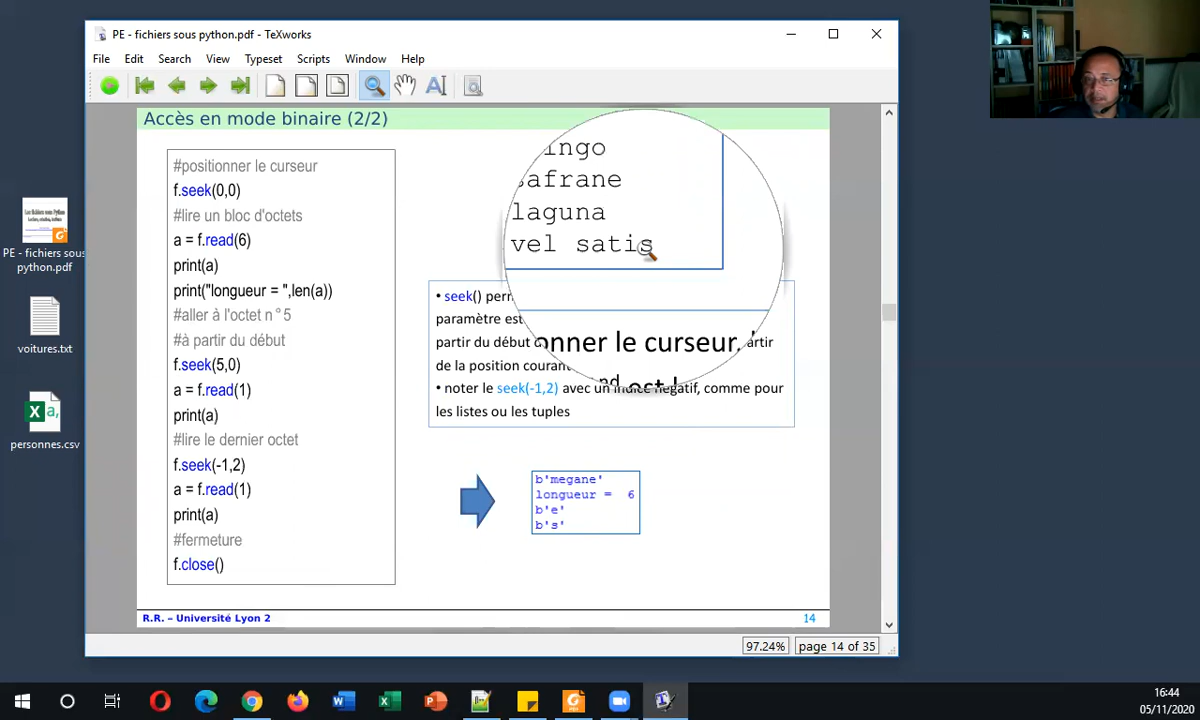 PE - fichiers sous python.pdf - TeXworks
File Edit Search View Typeset Scripts Window Help
Accès en mode binaire (2/2)
#positionner le curseur
f.seek(0,0)
#lire un bloc d'octets
a = f.read(6)
print(a)
print("longueur = ",len(a))
#aller à l'octet n°5
#à partir du début
f.seek(5,0)
a = f.read(1)
print(a)
#lire le dernier octet
f.seek(-1,2)
a = f.read(1)
print(a)
#fermeture
f.close()
ingo
safrane
laguna
vel satis
onner le curseur.
• seek() perm
paramètre est
partir du début
de la position courant
• noter le seek(-1,2) avec un indice négatif, comme pour
les listes ou les tuples
b'megane'
longueur = 6
b'e'
b's'
R.R. – Université Lyon 2
14
97.24%
page 14 of 35
PE - fichiers sous
python.pdf
voitures.txt
personnes.csv
16:44
05/11/2020